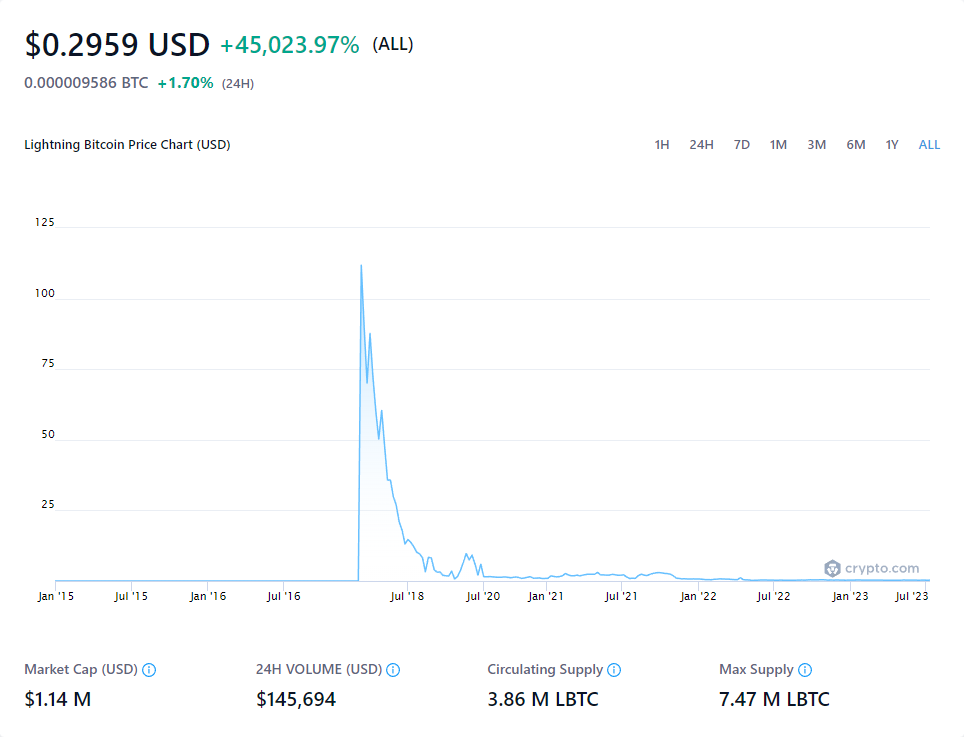 $0.2959 USD +45,023.97% (ALL)
0.000009586 BTC +1.70% (24H)
Lightning Bitcoin Price Chart (USD) 1H 24H 7D 1M 3M 6M 1Y ALL
125
100
75
50
25
crypto.com
Jan '15 Jul '15 Jan '16 Jul '16 Jul '18 Jul '20 Jan '21 Jul '21 Jan '22 Jul '22 Jan '23 Jul '23
Market Cap (USD) 24H VOLUME (USD) Circulating Supply Max Supply
$1.14 M $145,694 3.86 M LBTC 7.47 M LBTC